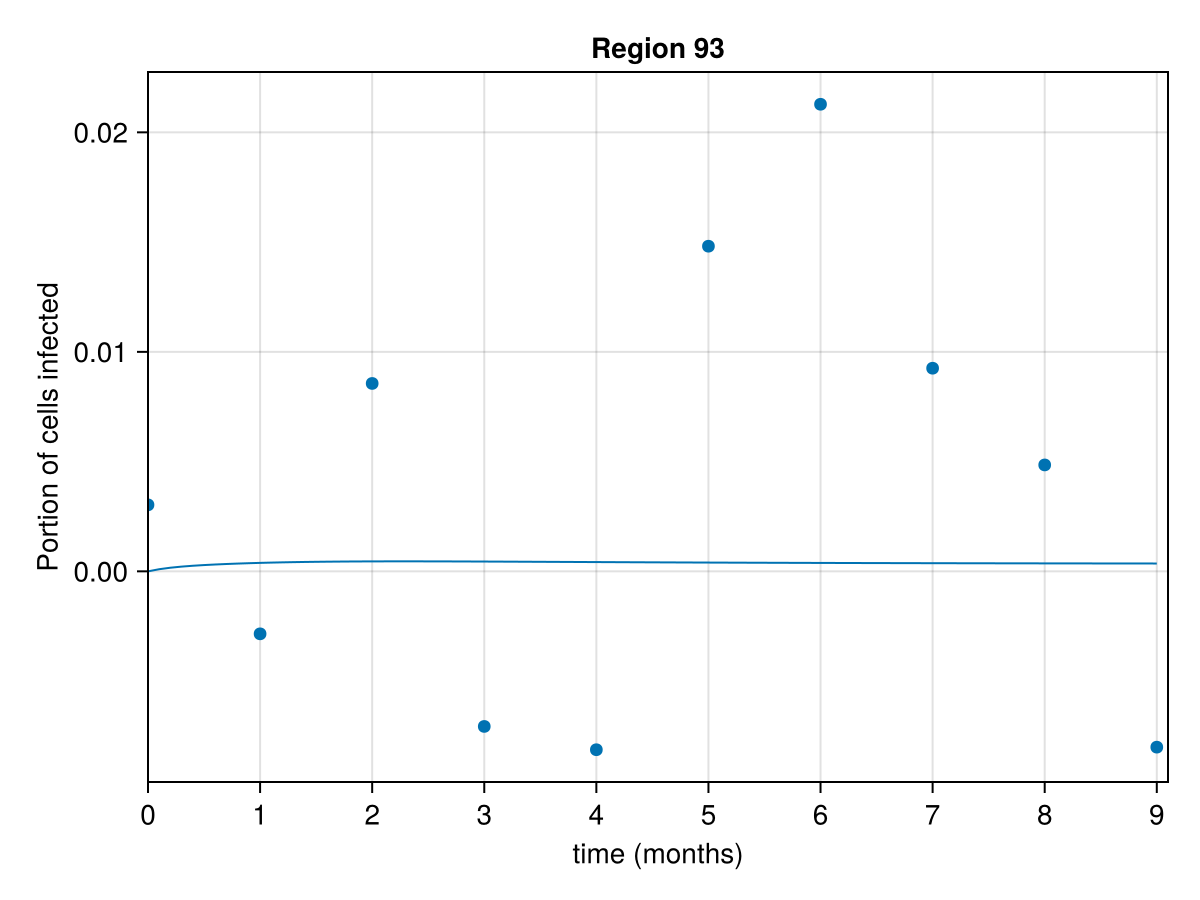 Region 93
Portion of cells infected
0.02
0.01
0.00
0 1 2 3 4 5 6 7 8 9
time (months)